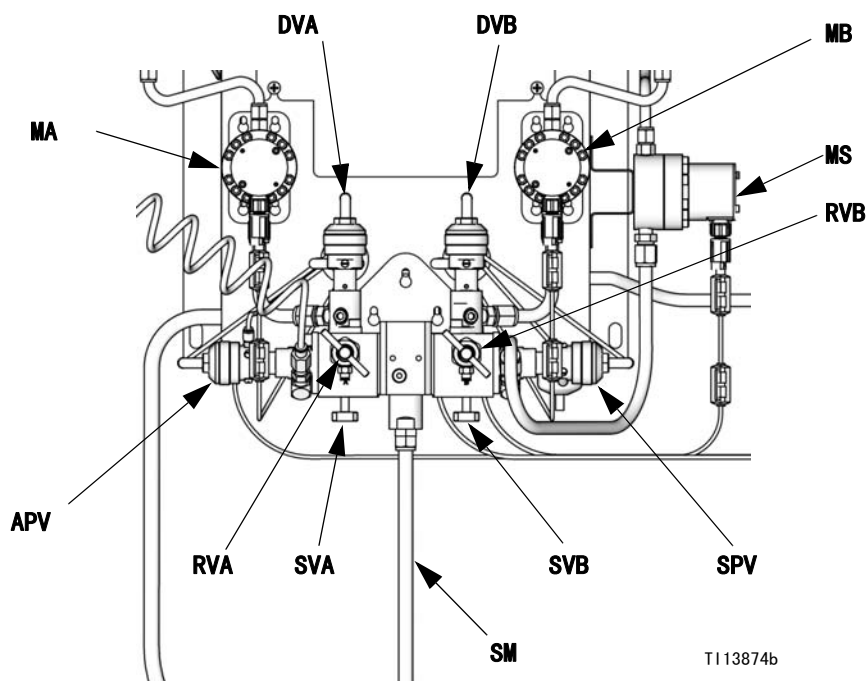 DVA
DVB
MB
MA
MS
RVB
APV
RVA
SVA
SVB
SPV
SM
TI13874b